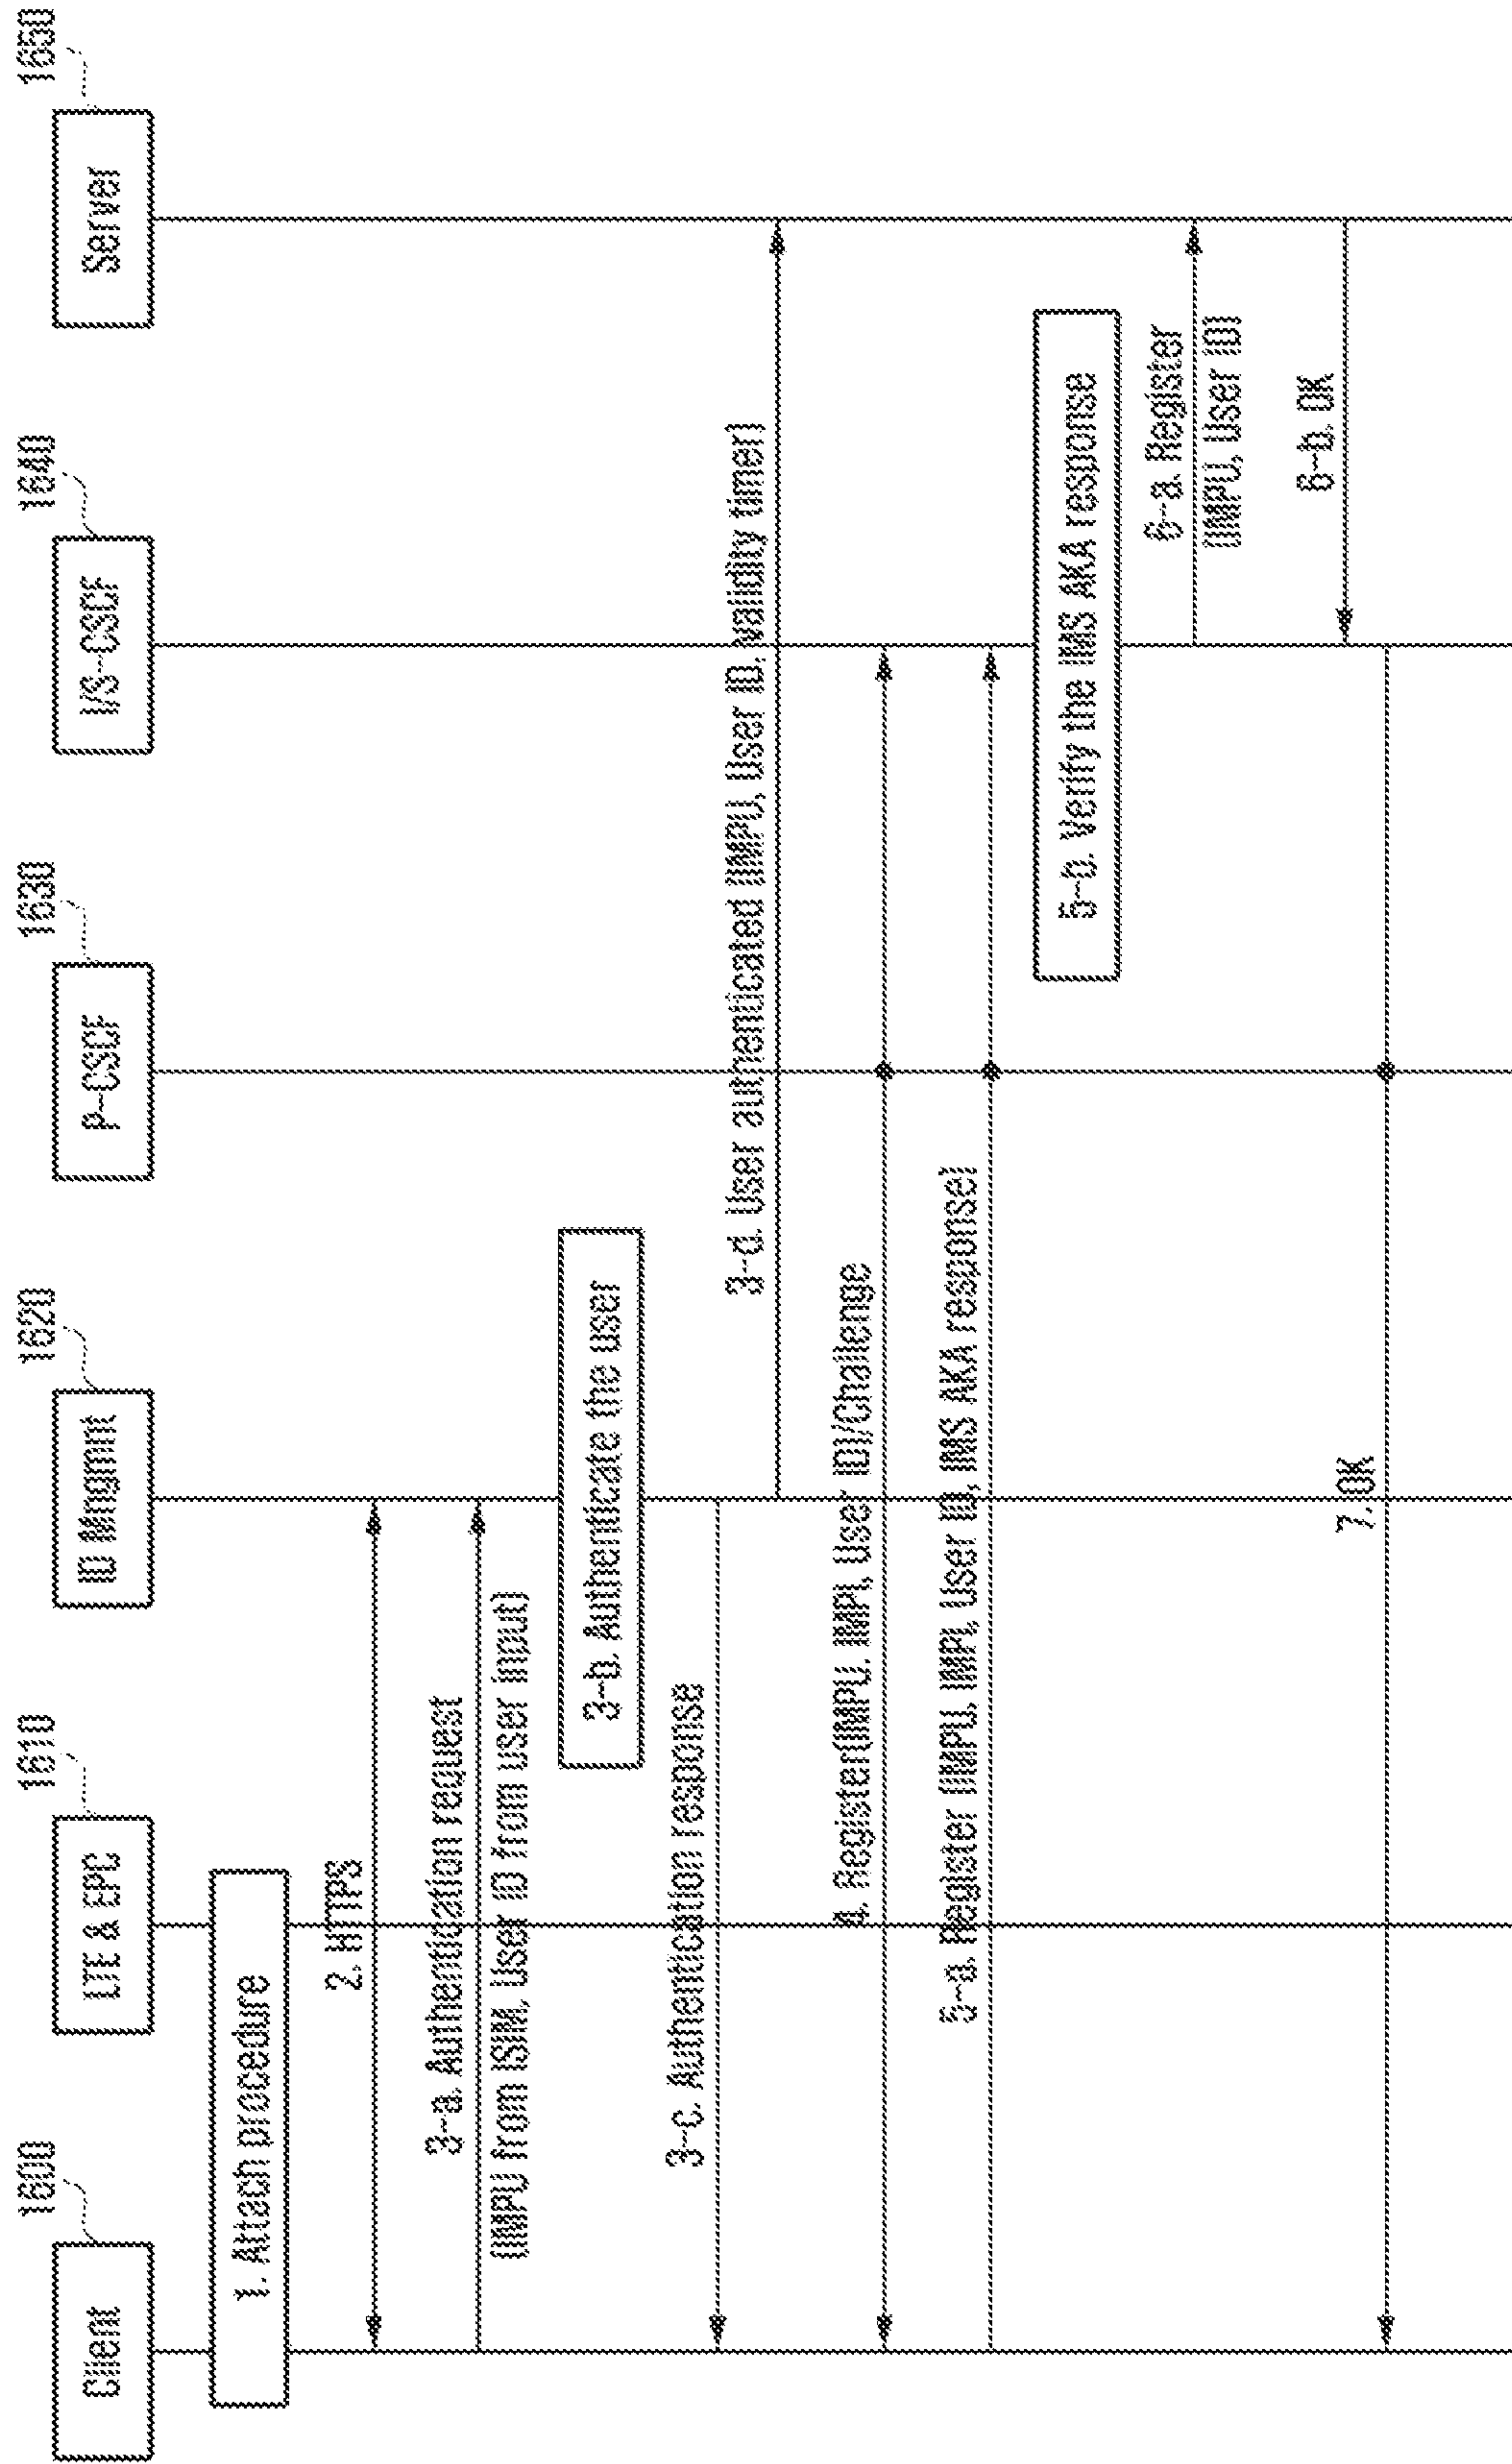 1600
1610
1620
1630
1640
1650
Client
LTE & EPC
ID Mngmnt
P-CSCF
I/S-CSCF
Server
1. Attach procedure
2. HTTPS
3-a. Authentication request
(IMPU from ISIM, User ID from user input)
3-b. Authenticate the user
3-c. Authentication response
3-d. User authenticated (IMPU, User ID, validity timer)
4. Register(IMPU, IMPI, User ID)/Challenge
5-a. Register (IMPU, IMPI, User ID, IMS AKA response)
5-b. Verify the IMS AKA response
6-a. Register
(IMPU, User ID)
6-b. OK
7. OK